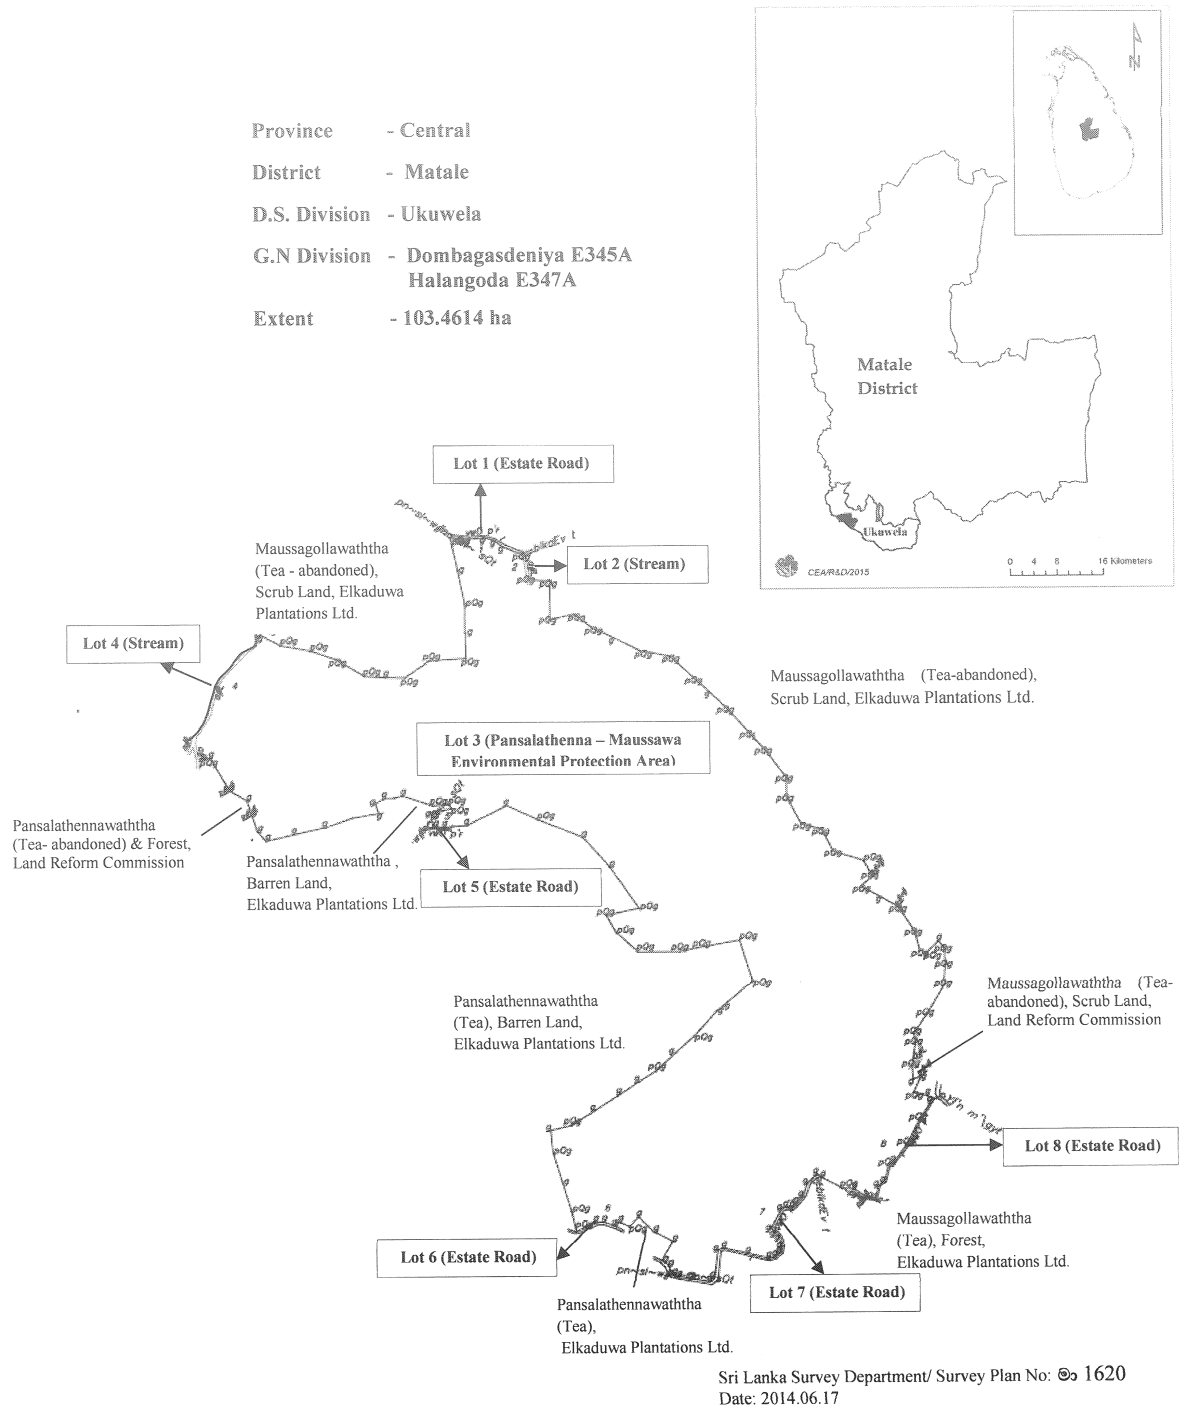 Province - Central
District - Matale
D.S. Division - Ukuwela
G.N Division - Dombagasdeniya E345A
Halangoda E347A
Extent - 103.4614 ha
N
Matale
District
Ukuwela
CEA/R&D/2015
0 4 8 16 Kilometers
Lot 1 (Estate Road)
Lot 2 (Stream)
Maussagollawaththa
(Tea - abandoned),
Scrub Land, Elkaduwa
Plantations Ltd.
Lot 4 (Stream)
Maussagollawaththa (Tea-abandoned),
Scrub Land, Elkaduwa Plantations Ltd.
Lot 3 (Pansalathenna – Maussawa
Environmental Protection Area)
Pansalathennawaththa
(Tea- abandoned) & Forest,
Land Reform Commission
Pansalathennawaththa ,
Barren Land,
Elkaduwa Plantations Ltd.
Lot 5 (Estate Road)
Pansalathennawaththa
(Tea), Barren Land,
Elkaduwa Plantations Ltd.
Maussagollawaththa (Tea-
abandoned), Scrub Land,
Land Reform Commission
Lot 8 (Estate Road)
Maussagollawaththa
(Tea), Forest,
Elkaduwa Plantations Ltd.
Lot 6 (Estate Road)
Lot 7 (Estate Road)
Pansalathennawaththa
(Tea),
Elkaduwa Plantations Ltd.
Sri Lanka Survey Department/ Survey Plan No: මා 1620
Date: 2014.06.17